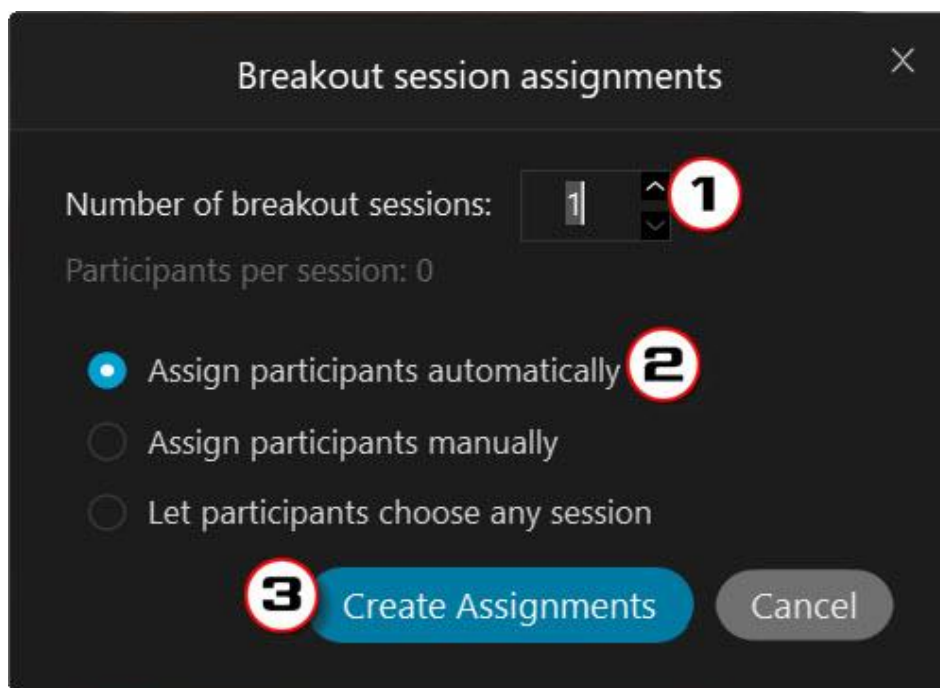 Breakout session assignments
Number of breakout sessions: 1 1
Participants per session: 0
Assign participants automatically 2
Assign participants manually
Let participants choose any session
3 Create Assignments Cancel